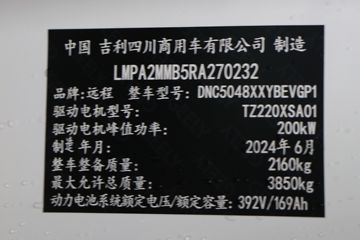 中国 吉利四川商用车有限公司 制造
LMPA2MMB5RA270232
品牌: 远程 整车型号: DNC5048XXYBEVGP1
驱动电机型号: TZ220XSA01
驱动电机峰值功率: 200kW
制造年月: 2024年6月
整车整备质量: 2160kg
最大允许总质量: 3850kg
动力电池系统额定电压/额定容量: 392V/169Ah